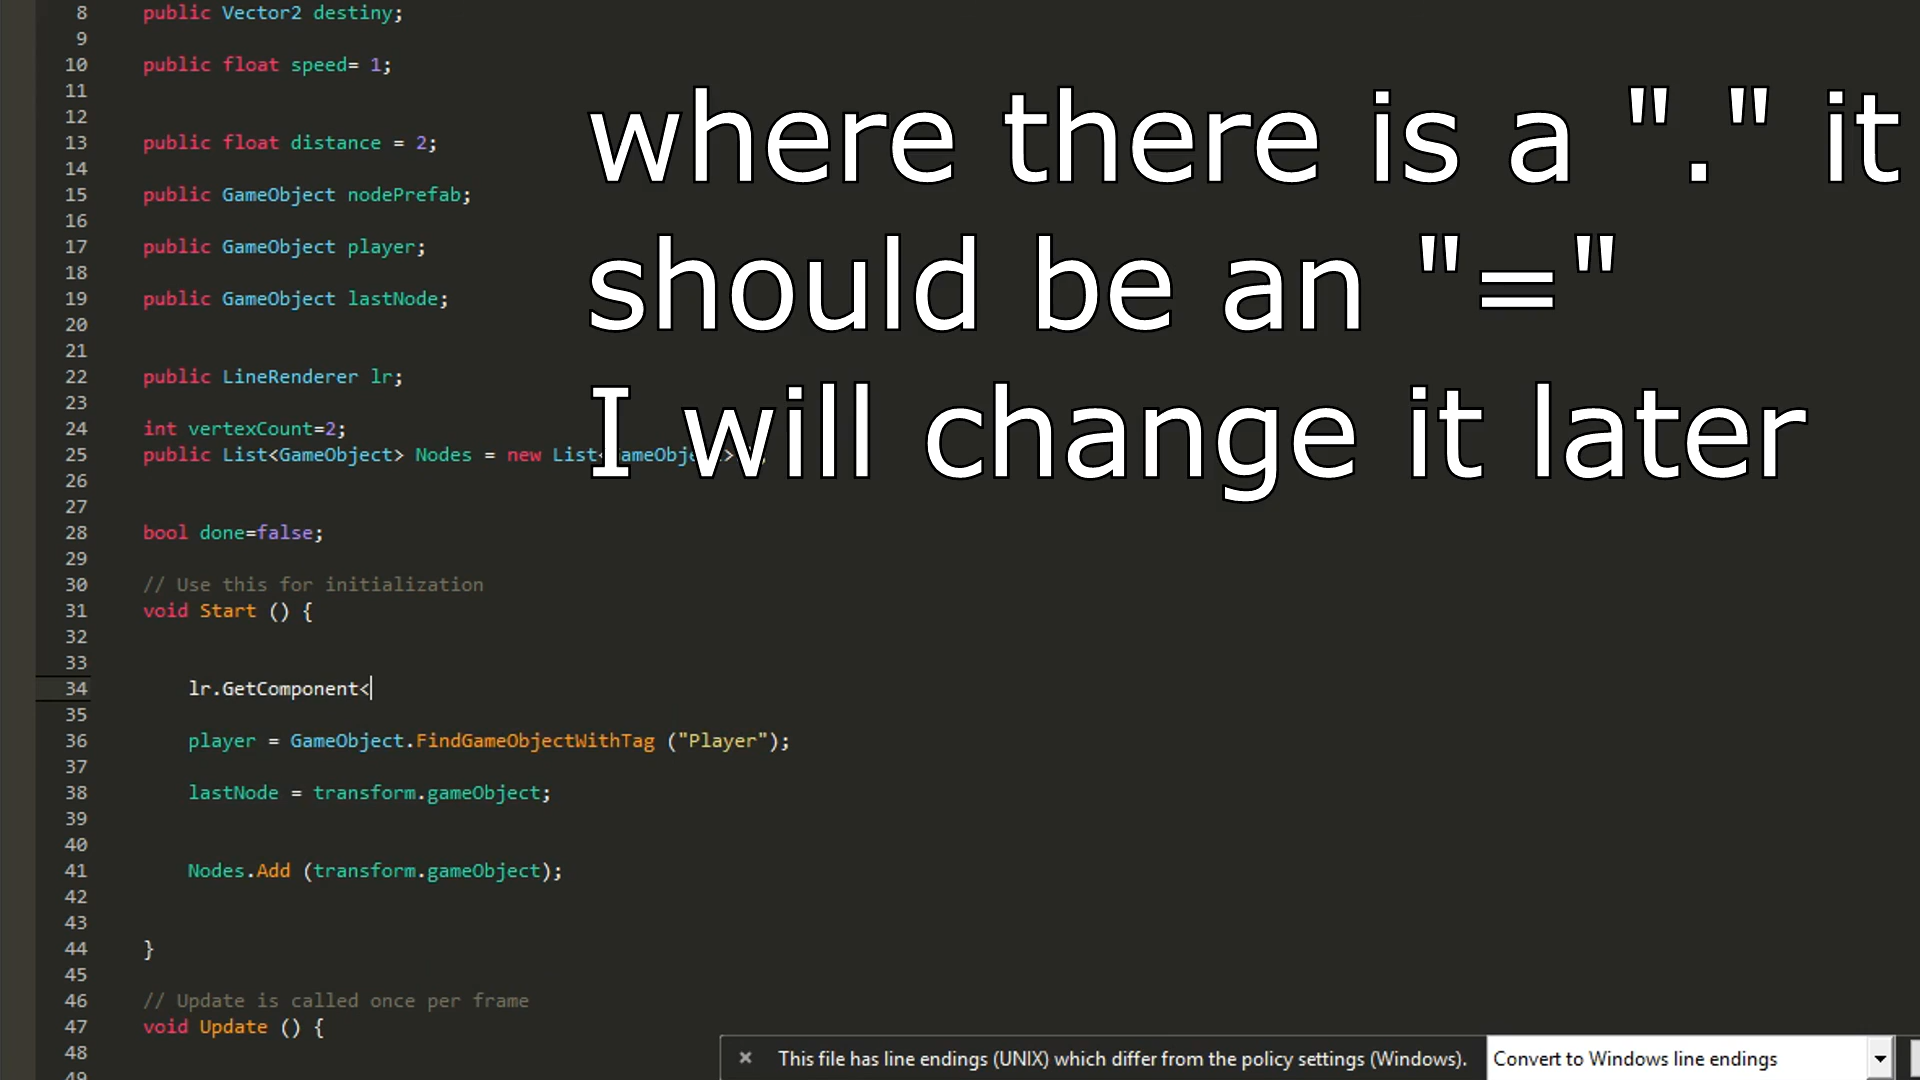 8 public Vector2 destiny;
9
10 public float speed= 1;
11
12
13 public float distance = 2;
14
15 public GameObject nodePrefab;
16
17 public GameObject player;
18
19 public GameObject lastNode;
20
21
22 public LineRenderer lr;
23
24 int vertexCount=2;
25 public List<GameObject> Nodes = new List<GameObject>
26
27
28 bool done=false;
29
30 // Use this for initialization
31 void Start () {
32
33
34 lr.GetComponent<
35
36 player = GameObject.FindGameObjectWithTag ("Player");
37
38 lastNode = transform.gameObject;
39
40
41 Nodes.Add (transform.gameObject);
42
43
44 }
45
46 // Update is called once per frame
47 void Update () {
48
49
where there is a "." it
should be an "="
I will change it later
× This file has line endings (UNIX) which differ from the policy settings (Windows). Convert to Windows line endings